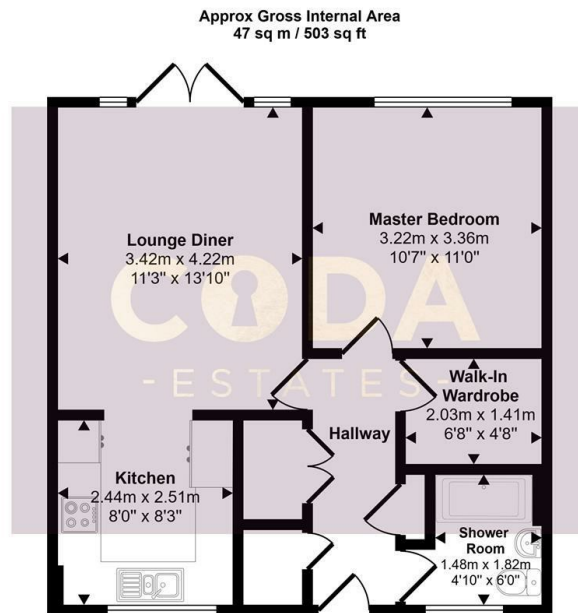 Approx Gross Internal Area
47 sq m / 503 sq ft
Lounge Diner
3.42m x 4.22m
11'3" x 13'10"
Master Bedroom
3.22m x 3.36m
10'7" x 11'0"
CODA
- ESTATES -
Walk-In
Wardrobe
2.03m x 1.41m
6'8" x 4'8"
Hallway
Kitchen
2.44m x 2.51m
8'0" x 8'3"
Shower
Room
1.48m x 1.82m
4'10" x 6'0"